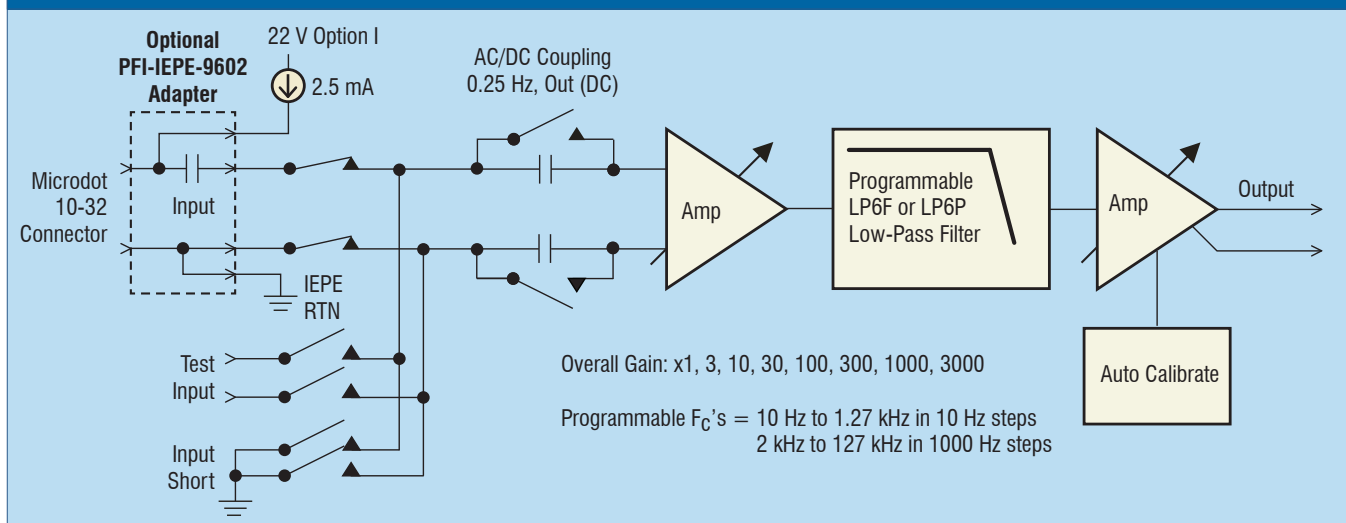 Optional
PFI-IEPE-9602
Adapter
22 V Option I
2.5 mA
AC/DC Coupling
0.25 Hz, Out (DC)
Microdot
10-32
Connector
Input
IEPE
RTN
Amp
Programmable
LP6F or LP6P
Low-Pass Filter
Amp
Output
Test
Input
Input
Short
Overall Gain: x1, 3, 10, 30, 100, 300, 1000, 3000
Programmable FC's = 10 Hz to 1.27 kHz in 10 Hz steps
2 kHz to 127 kHz in 1000 Hz steps
Auto Calibrate